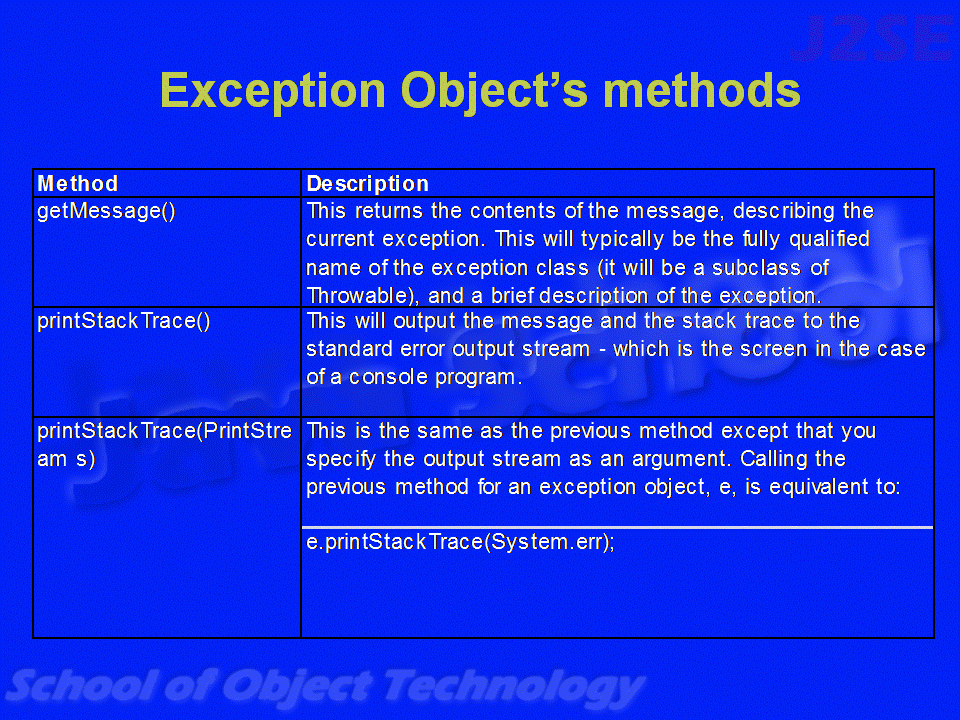 J2SE
Exception Object's methods
Method
Description
getMessage()
This returns the contents of the message, describing the
current exception. This will typically be the fully qualified
name of the exception class (it will be a subclass of
Throwable), and a brief description of the exception.
printStackTrace()
This will output the message and the stack trace to the
standard error output stream - which is the screen in the case
of a console program.
printStackTrace(PrintStre
am s)
This is the same as the previous method except that you
specify the output stream as an argument. Calling the
previous method for an exception object, e, is equivalent to:
e.printStackTrace(System.err);
Java School
School of Object Technology